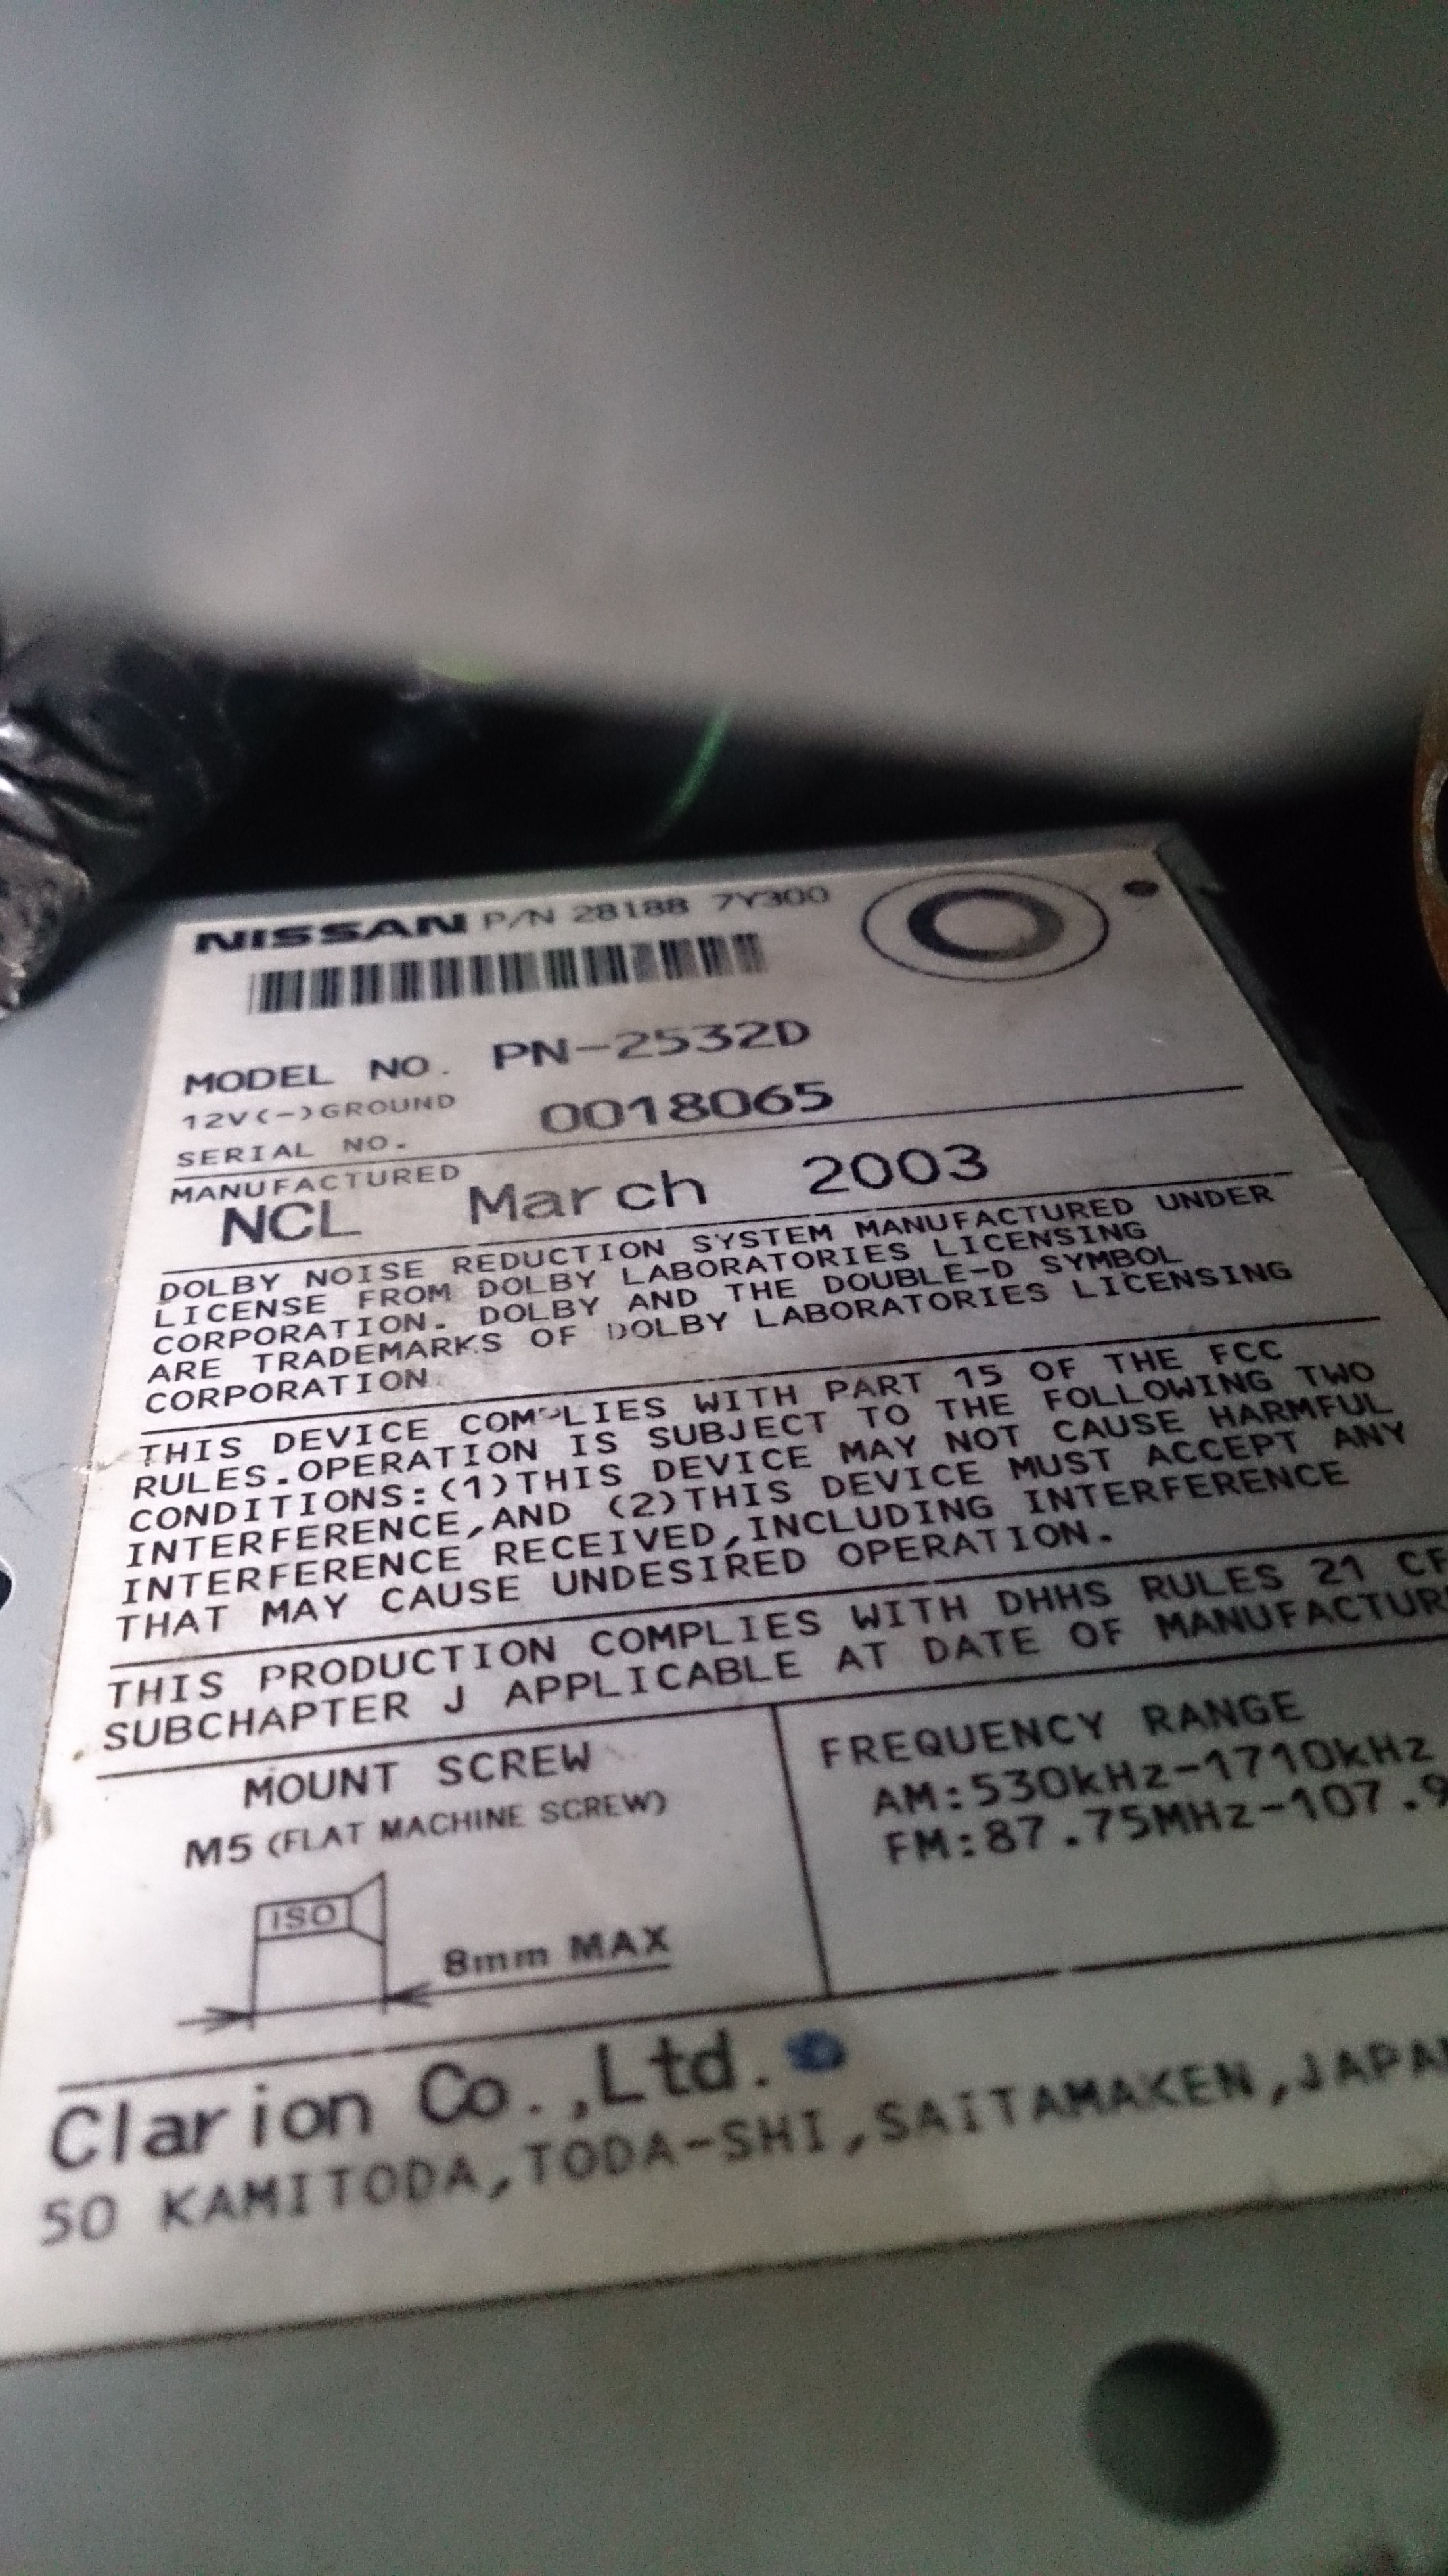 NISSAN P/N 28188 7Y300
MODEL NO. PN-2532D
12V(-)GROUND
SERIAL NO. 0018065
MANUFACTURED
NCL March 2003
DOLBY NOISE REDUCTION SYSTEM MANUFACTURED UNDER
LICENSE FROM DOLBY LABORATORIES LICENSING
CORPORATION. DOLBY AND THE DOUBLE-D SYMBOL
ARE TRADEMARKS OF DOLBY LABORATORIES LICENSING
CORPORATION
THIS DEVICE COMPLIES WITH PART 15 OF THE FCC
RULES.OPERATION IS SUBJECT TO THE FOLLOWING TWO
CONDITIONS:(1)THIS DEVICE MAY NOT CAUSE HARMFUL
INTERFERENCE,AND (2)THIS DEVICE MUST ACCEPT ANY
INTERFERENCE RECEIVED,INCLUDING INTERFERENCE
THAT MAY CAUSE UNDESIRED OPERATION.
THIS PRODUCTION COMPLIES WITH DHHS RULES 21 CF
SUBCHAPTER J APPLICABLE AT DATE OF MANUFACTUR
MOUNT SCREW
M5 (FLAT MACHINE SCREW)
ISO
8mm MAX
FREQUENCY RANGE
AM:530kHz-1710kHz
FM:87.75MHz-107.9
Clarion Co.,Ltd.
50 KAMITODA,TODA-SHI,SAITAMAKEN,JAPA